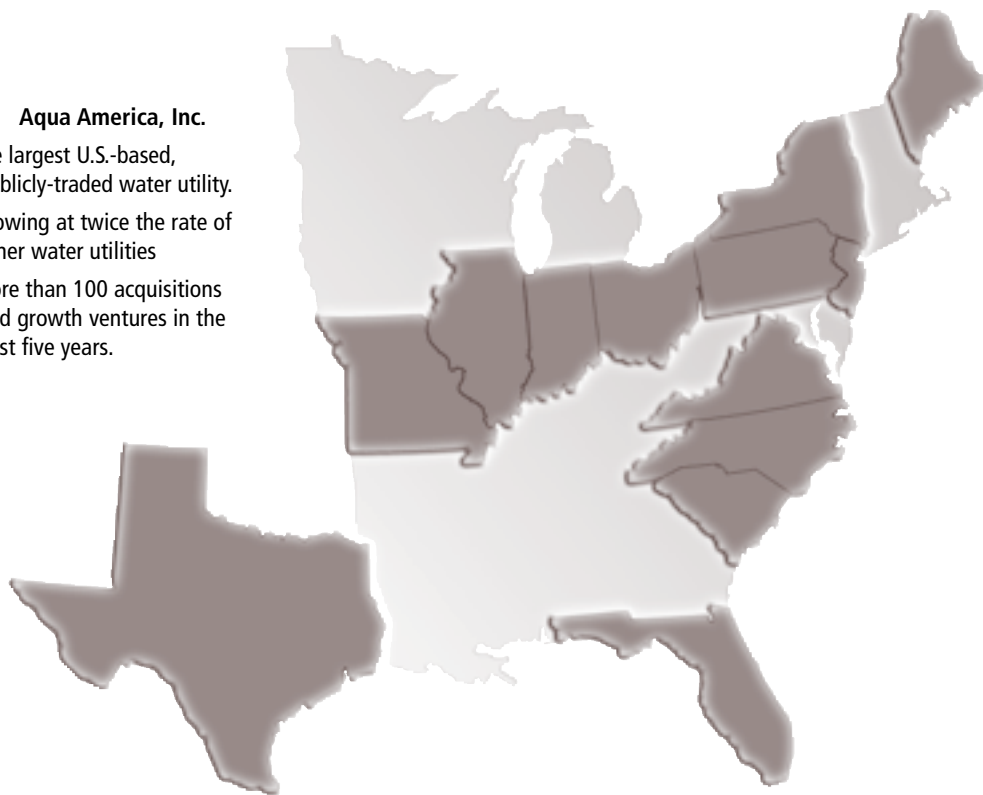 Aqua America, Inc.
e largest U.S.-based,
blicly-traded water utility.
owing at twice the rate of
her water utilities
ore than 100 acquisitions
d growth ventures in the
st five years.